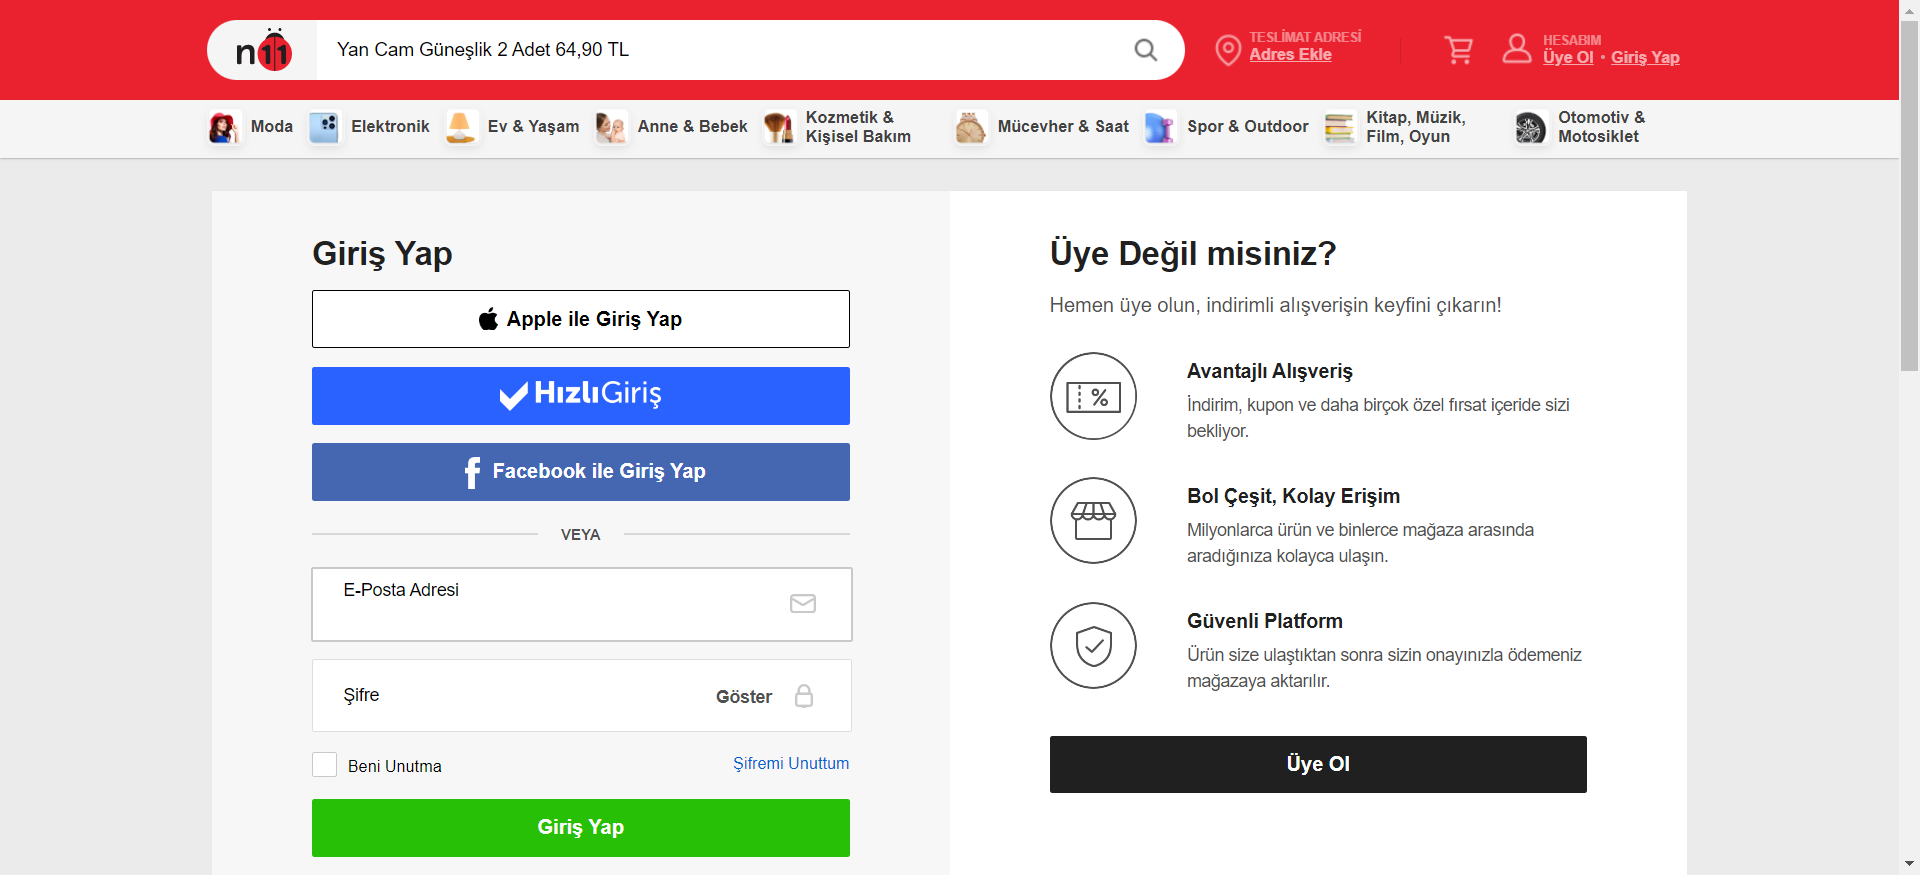 n11
Yan Cam Güneşlik 2 Adet 64,90 TL
TESLİMAT ADRESİ
Adres Ekle
HESABIM
Üye Ol • Giriş Yap
Moda
Elektronik
Ev & Yaşam
Anne & Bebek
Kozmetik &
Kişisel Bakım
Mücevher & Saat
Spor & Outdoor
Kitap, Müzik,
Film, Oyun
Otomotiv &
Motosiklet
Giriş Yap
Apple ile Giriş Yap
HızlıGiriş
Facebook ile Giriş Yap
VEYA
E-Posta Adresi
Şifre
Göster
Beni Unutma
Şifremi Unuttum
Giriş Yap
Üye Değil misiniz?
Hemen üye olun, indirimli alışverişin keyfini çıkarın!
%
Avantajlı Alışveriş
İndirim, kupon ve daha birçok özel fırsat içeride sizi
bekliyor.
Bol Çeşit, Kolay Erişim
Milyonlarca ürün ve binlerce mağaza arasında
aradığınıza kolayca ulaşın.
Güvenli Platform
Ürün size ulaştıktan sonra sizin onayınızla ödemeniz
mağazaya aktarılır.
Üye Ol